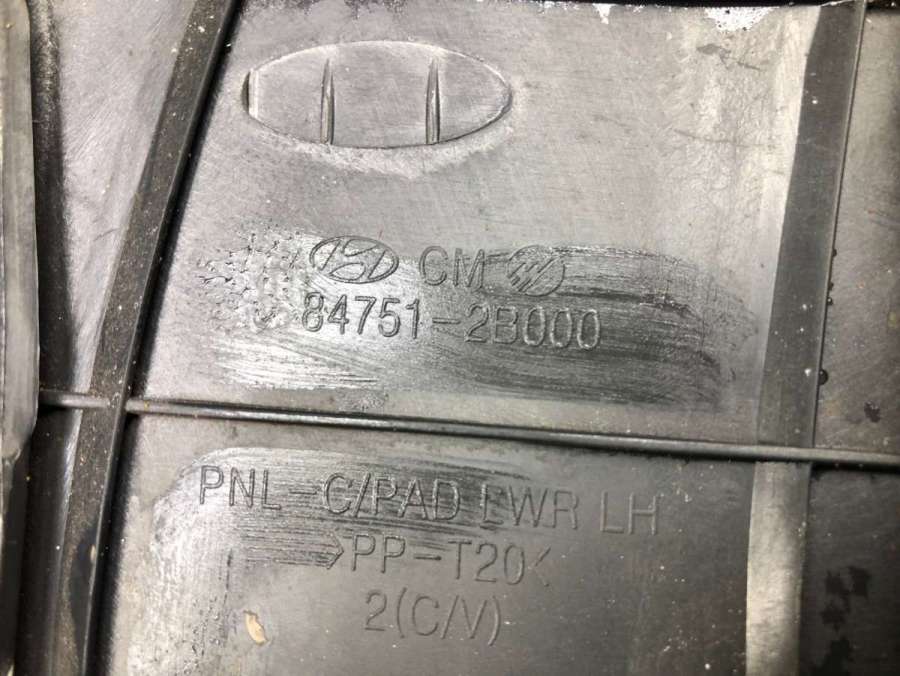 CM
84751-2B000
PNL-C/PAD LWR LH
>PP-T20<
2(C/V)